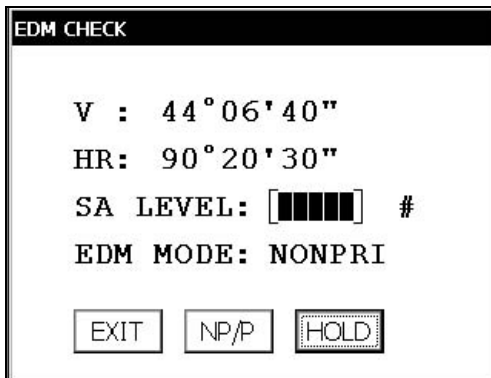 EDM CHECK
V : 44°06'40"
HR: 90°20'30"
SA LEVEL: [█████] #
EDM MODE: NONPRI
EXIT NP/P HOLD